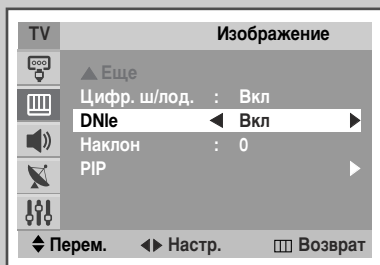 TV Изображение
▲ Еще
Цифр. ш/под. : Вкл
DNIe ◀ Вкл ▶
Наклон : 0
PIP ▶
Перем. Настр. Возврат